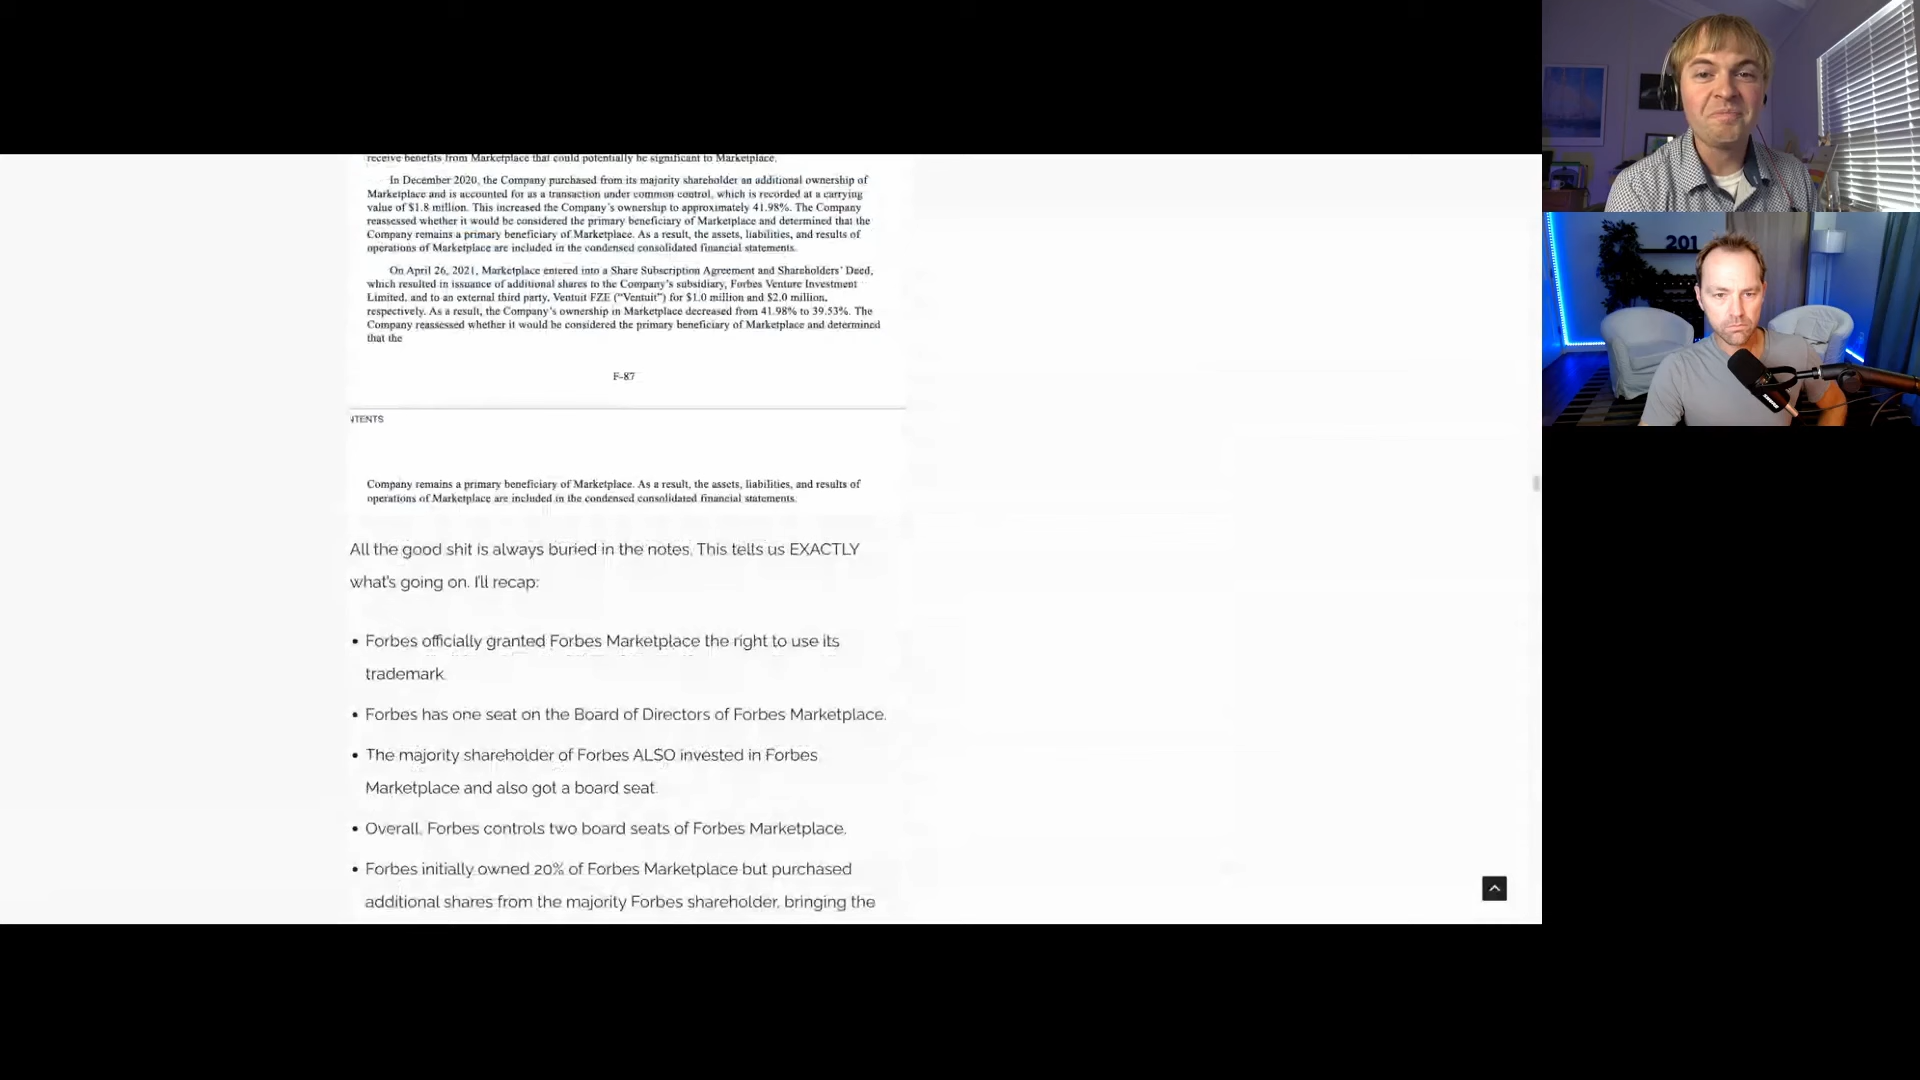 receive benefits from Marketplace that could potentially be significant to Marketplace.
In December 2020, the Company purchased from its majority shareholder an additional ownership of
Marketplace and is accounted for as a transaction under common control, which is recorded at a carrying
value of $1.8 million. This increased the Company's ownership to approximately 41.98%. The Company
reassessed whether it would be considered the primary beneficiary of Marketplace and determined that the
Company remains a primary beneficiary of Marketplace. As a result, the assets, liabilities, and results of
operations of Marketplace are included in the condensed consolidated financial statements.
On April 26, 2021, Marketplace entered into a Share Subscription Agreement and Shareholders' Deed,
which resulted in issuance of additional shares to the Company's subsidiary, Forbes Venture Investment
Limited, and to an external third party, Ventuit FZE ("Ventuit") for $1.0 million and $2.0 million,
respectively. As a result, the Company's ownership in Marketplace decreased from 41.98% to 39.53%. The
Company reassessed whether it would be considered the primary beneficiary of Marketplace and determined
that the
F-87
NTENTS
Company remains a primary beneficiary of Marketplace. As a result, the assets, liabilities, and results of
operations of Marketplace are included in the condensed consolidated financial statements.
All the good shit is always buried in the notes. This tells us EXACTLY
what's going on. I'll recap:
• Forbes officially granted Forbes Marketplace the right to use its
trademark.
• Forbes has one seat on the Board of Directors of Forbes Marketplace.
• The majority shareholder of Forbes ALSO invested in Forbes
Marketplace and also got a board seat.
• Overall, Forbes controls two board seats of Forbes Marketplace.
• Forbes initially owned 20% of Forbes Marketplace but purchased
additional shares from the majority Forbes shareholder, bringing the
201
SHURE